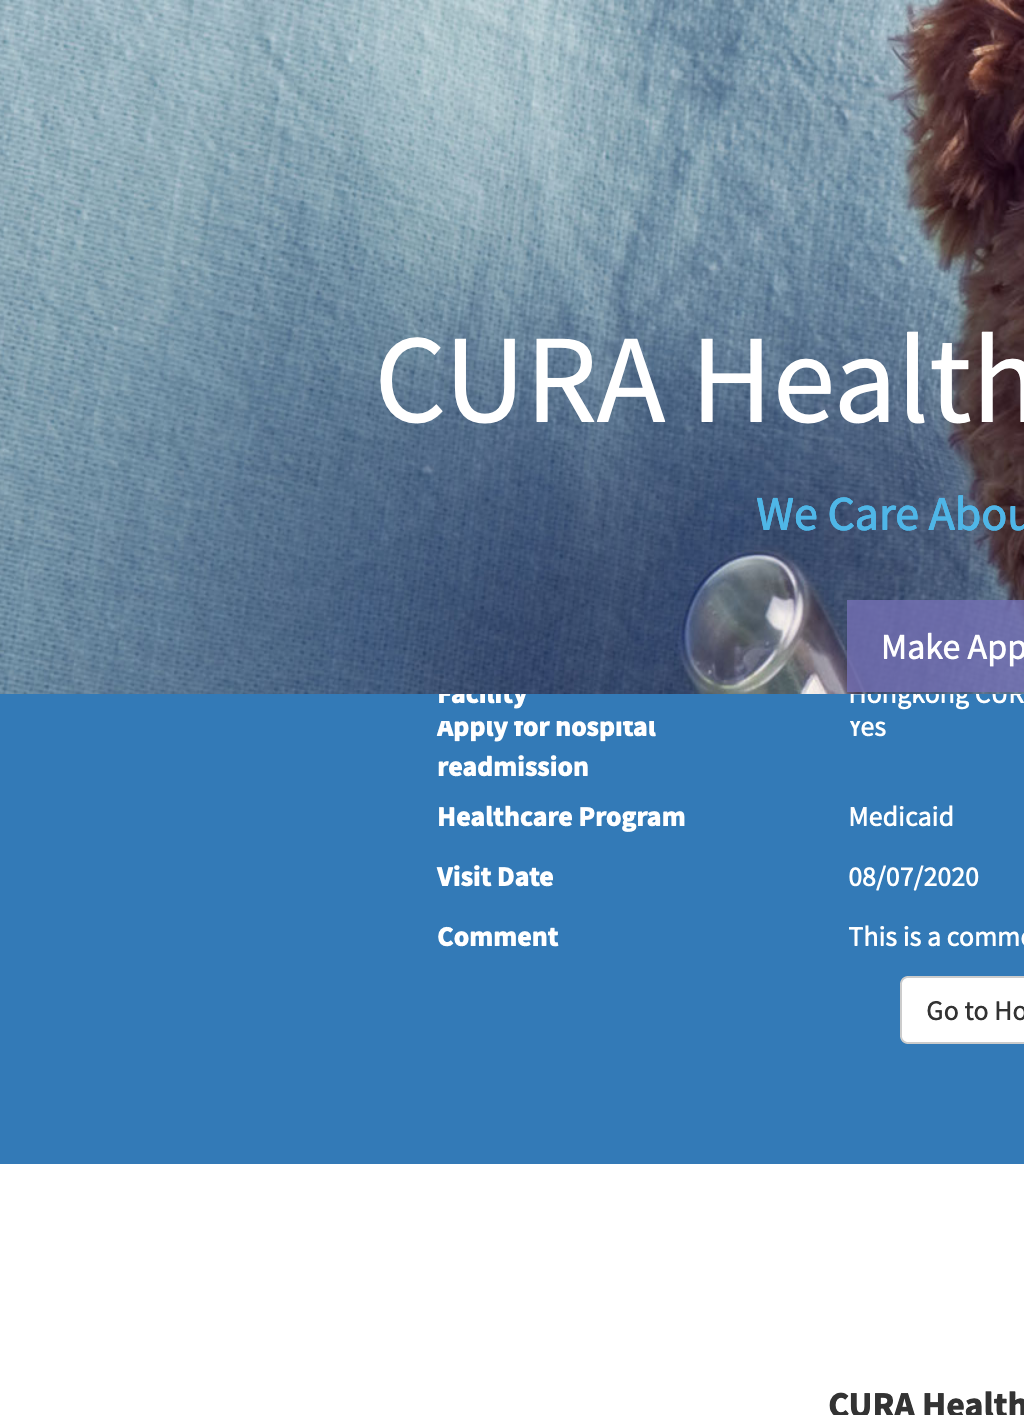 CURA Health
We Care Abou
Make App
Facility
Hongkong CUR
Apply for hospital
readmission
Yes
Healthcare Program
Medicaid
Visit Date
08/07/2020
Comment
This is a comme
Go to Ho
CURA Health